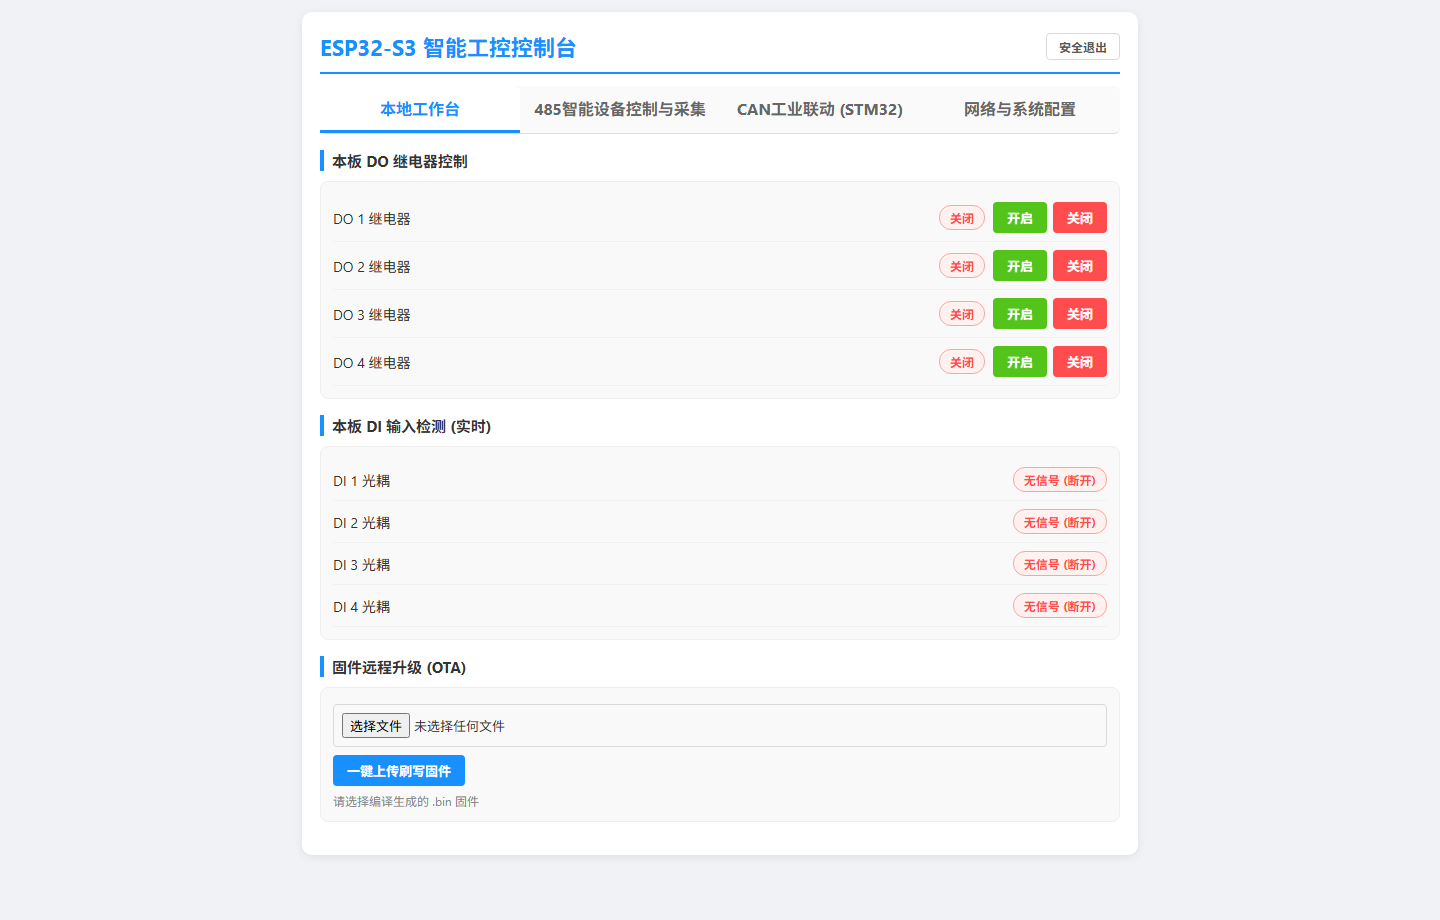 ESP32-S3 智能工控控制台
安全退出
本地工作台 485智能设备控制与采集 CAN工业联动 (STM32) 网络与系统配置
本板 DO 继电器控制
DO 1 继电器 关闭 开启 关闭
DO 2 继电器 关闭 开启 关闭
DO 3 继电器 关闭 开启 关闭
DO 4 继电器 关闭 开启 关闭
本板 DI 输入检测 (实时)
DI 1 光耦 无信号 (断开)
DI 2 光耦 无信号 (断开)
DI 3 光耦 无信号 (断开)
DI 4 光耦 无信号 (断开)
固件远程升级 (OTA)
选择文件 未选择任何文件
一键上传刷写固件
请选择编译生成的 .bin 固件